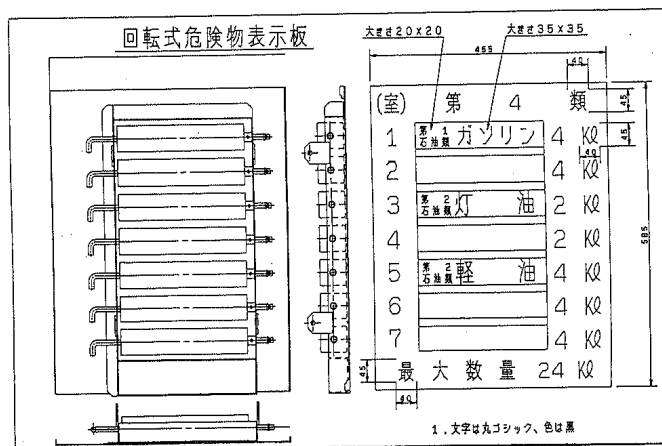 回転式危険物表示板
大きさ20X20
大きさ35X35
455
40
(室) 第 4 類
45
1 第1石油類 ガソリン 4 Kℓ
45
40
2 4 Kℓ
3 第2石油類 灯 油 2 Kℓ
4 2 Kℓ
585
5 第2石油類 軽 油 4 Kℓ
6 4 Kℓ
7 4 Kℓ
45
最大数量 24 Kℓ
40
1.文字は丸ゴシック、色は黒